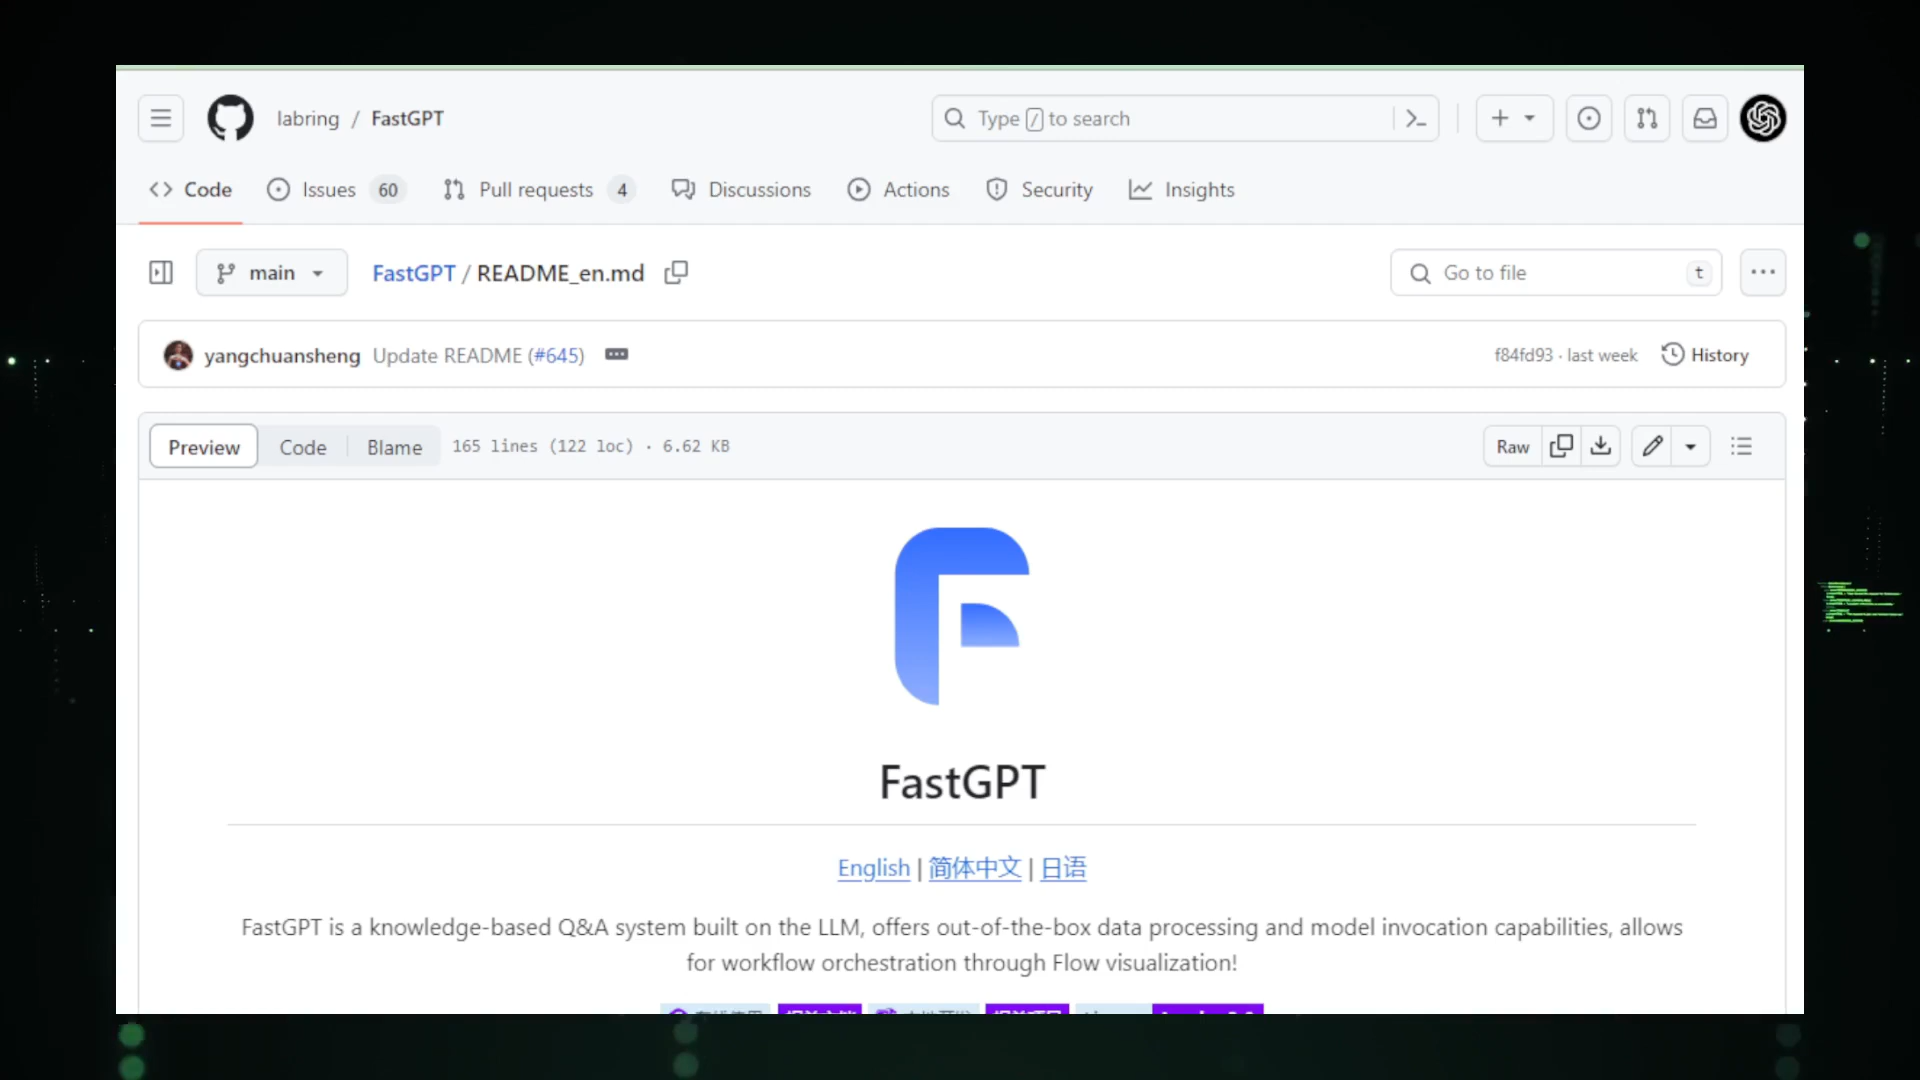 labring / FastGPT
Type / to search
Code
Issues 60
Pull requests 4
Discussions
Actions
Security
Insights
main
FastGPT / README_en.md
Go to file
t
yangchuansheng Update README (#645)
f84fd93 · last week
History
Preview
Code
Blame
165 lines (122 loc) · 6.62 KB
Raw
FastGPT
English | 简体中文 | 日语
FastGPT is a knowledge-based Q&A system built on the LLM, offers out-of-the-box data processing and model invocation capabilities, allows
for workflow orchestration through Flow visualization!